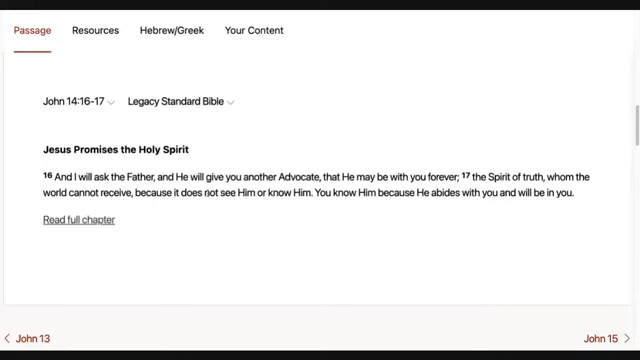 Passage Resources Hebrew/Greek Your Content
John 14:16-17 Legacy Standard Bible
Jesus Promises the Holy Spirit
16 And I will ask the Father, and He will give you another Advocate, that He may be with you forever; 17 the Spirit of truth, whom the
world cannot receive, because it does not see Him or know Him. You know Him because He abides with you and will be in you.
Read full chapter
John 13 John 15